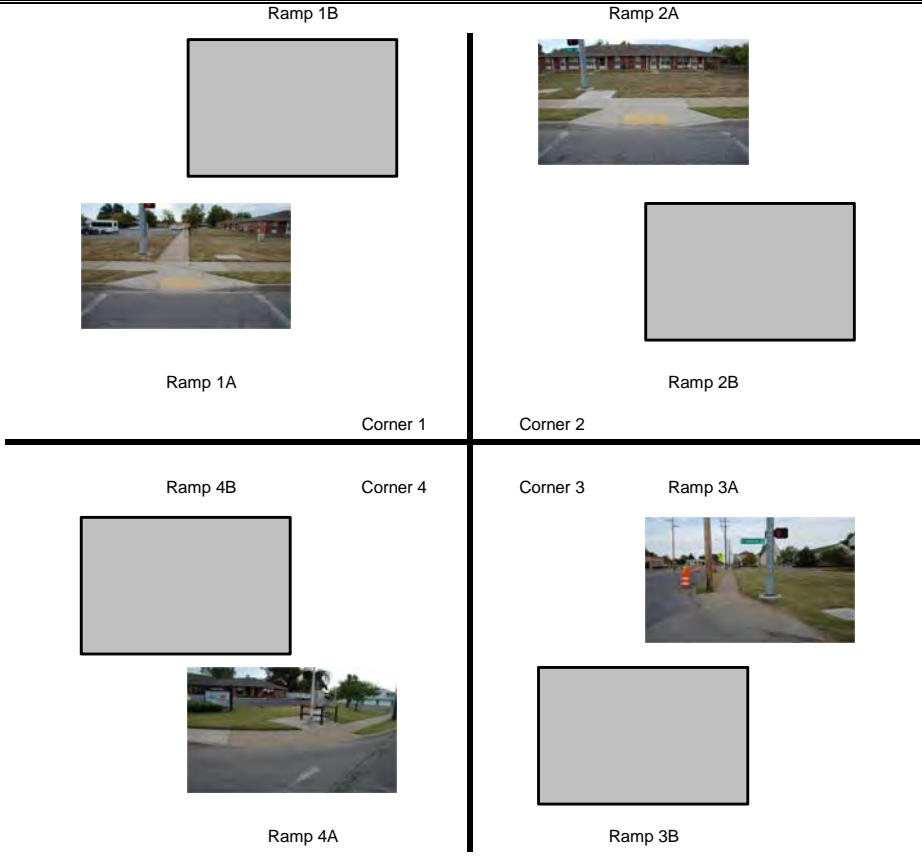 Ramp 1B
Ramp 2A
Ramp 1A
Ramp 2B
Corner 1
Corner 2
Ramp 4B
Corner 4
Corner 3
Ramp 3A
Ramp 4A
Ramp 3B